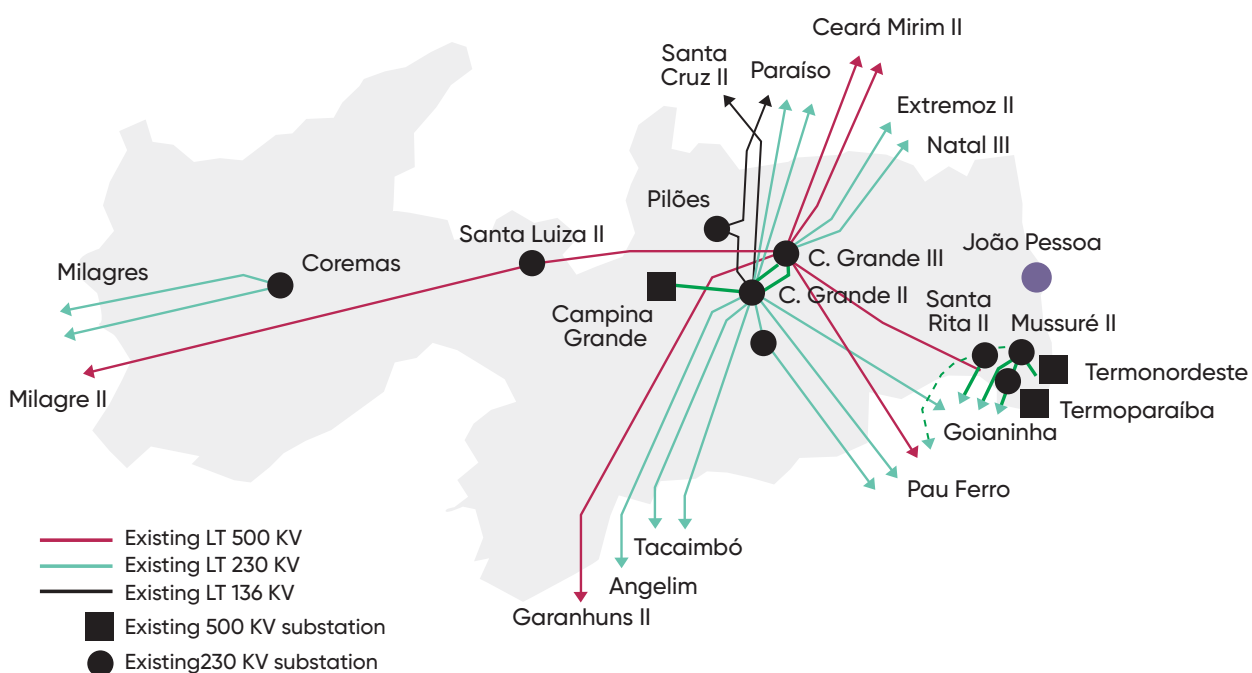 Ceará Mirim II
Santa
Cruz II
Paraíso
Extremoz II
Natal III
Pilões
Santa Luiza II
João Pessoa
C. Grande III
Milagres
Coremas
C. Grande II
Campina
Grande
Santa
Rita II
Mussuré II
Termonordeste
Milagre II
Termoparaíba
Goianinha
Pau Ferro
Tacaimbó
Angelim
Garanhuns II
Existing LT 500 KV
Existing LT 230 KV
Existing LT 136 KV
Existing 500 KV substation
Existing230 KV substation